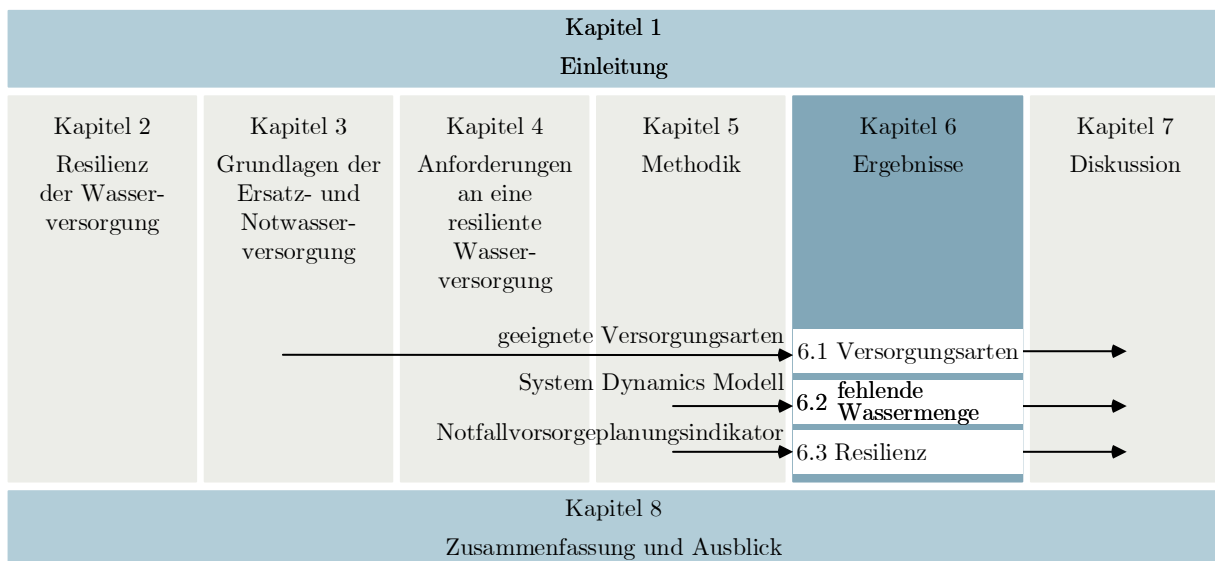 Kapitel 1
Einleitung
Kapitel 2
Resilienz
der Wasser-
versorgung
Kapitel 3
Grundlagen der
Ersatz- und
Notwasser-
versorgung
Kapitel 4
Anforderungen
an eine
resiliente
Wasser-
versorgung
Kapitel 5
Methodik
Kapitel 6
Ergebnisse
Kapitel 7
Diskussion
geeignete Versorgungsarten
6.1 Versorgungsarten
System Dynamics Modell
6.2 fehlende
Wassermenge
Notfallvorsorgeplanungsindikator
6.3 Resilienz
Kapitel 8
Zusammenfassung und Ausblick